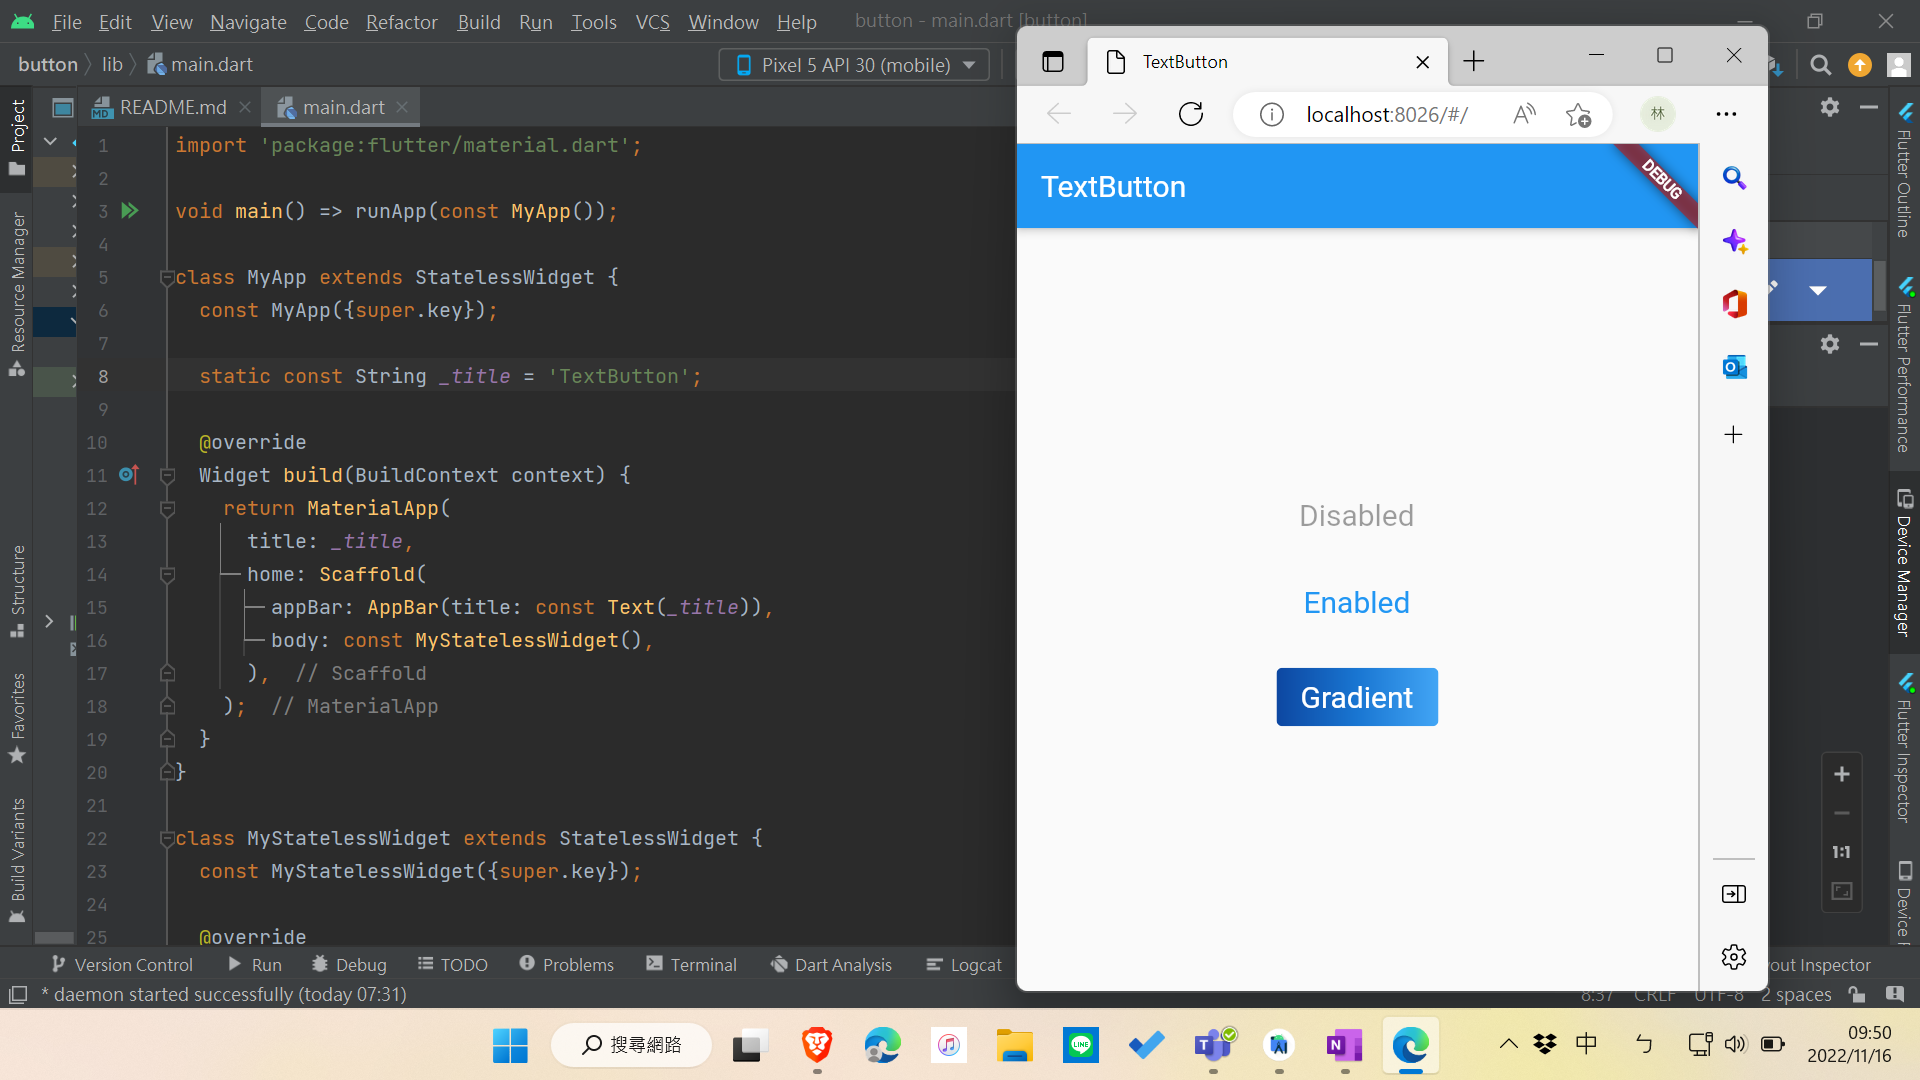 File Edit View Navigate Code Refactor Build Run Tools VCS Window Help button - main.dart [button]
button lib main.dart Pixel 5 API 30 (mobile)
README.md main.dart
1 import 'package:flutter/material.dart';
2
3 void main() => runApp(const MyApp());
4
5 class MyApp extends StatelessWidget {
6 const MyApp({super.key});
7
8 static const String _title = 'TextButton';
9
10 @override
11 Widget build(BuildContext context) {
12 return MaterialApp(
13 title: _title,
14 home: Scaffold(
15 appBar: AppBar(title: const Text(_title)),
16 body: const MyStatelessWidget(),
17 ), // Scaffold
18 ); // MaterialApp
19 }
20 }
21
22 class MyStatelessWidget extends StatelessWidget {
23 const MyStatelessWidget({super.key});
24
25 @override
Project
Resource Manager
Structure
Favorites
Build Variants
TextButton
localhost:8026/#/
林
TextButton
DEBUG
Disabled
Enabled
Gradient
Flutter Outline
Flutter Performance
Device Manager
Flutter Inspector
Device
1:1
Version Control Run Debug TODO Problems Terminal Dart Analysis Logcat Inspector
* daemon started successfully (today 07:31) 8:37 CRLF UTF-8 2 spaces
搜尋網路
LINE
中 ㄅ
09:50
2022/11/16